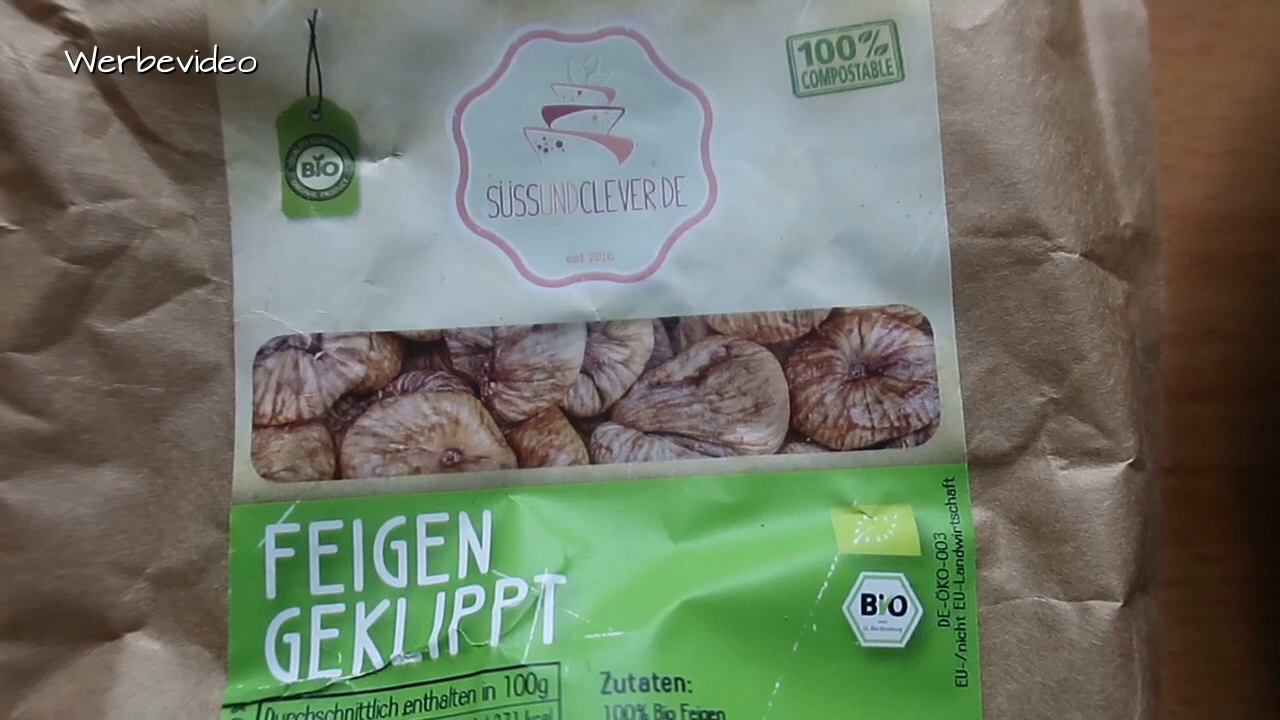 Werbevideo
100%
COMPOSTABLE
BIO
SÜSSUNDCLEVER.DE
est 2016
FEIGEN
GEKLIPPT
BIO
DE-ÖKO-003
EU-/nicht EU-Landwirtschaft
Durchschnittlich enthalten in 100g
kcal
Zutaten:
100% Bio Feigen